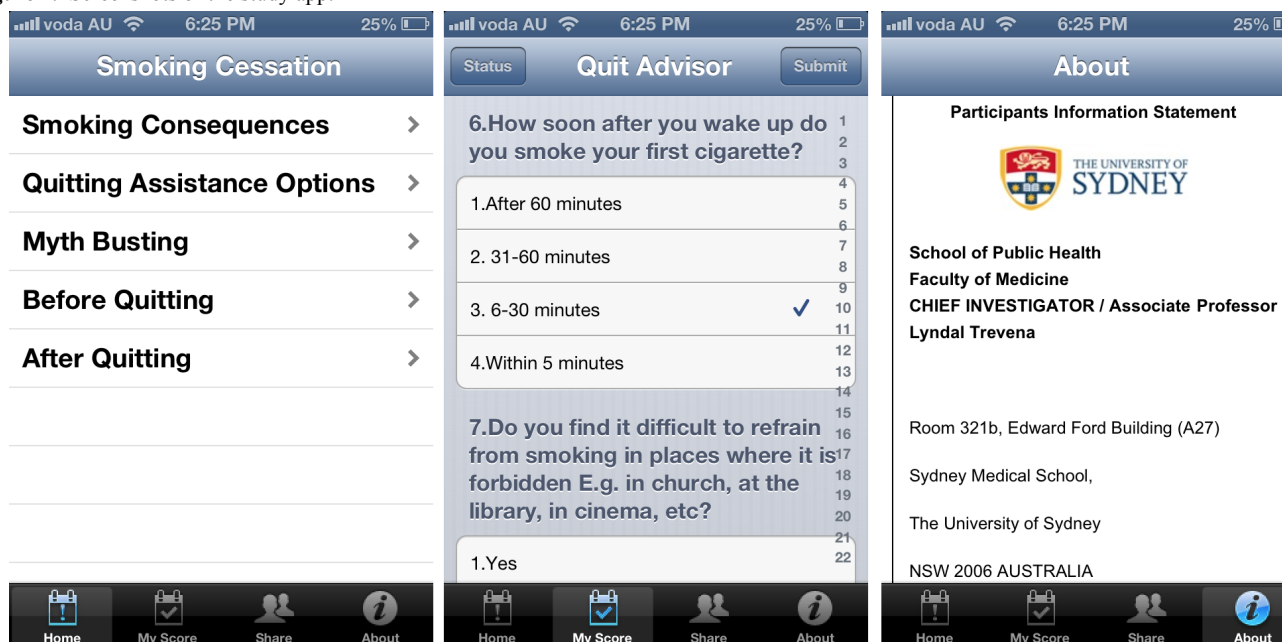 voda AU 6:25 PM 25%
Smoking Cessation
Smoking Consequences
Quitting Assistance Options
Myth Busting
Before Quitting
After Quitting
Home My Score Share About
voda AU 6:25 PM 25%
Status Quit Advisor Submit
6.How soon after you wake up do
you smoke your first cigarette?
1.After 60 minutes
2. 31-60 minutes
3. 6-30 minutes
4.Within 5 minutes
7.Do you find it difficult to refrain
from smoking in places where it is
forbidden E.g. in church, at the
library, in cinema, etc?
1.Yes
1
2
3
4
5
6
7
8
9
10
11
12
13
14
15
16
17
18
19
20
21
22
Home My Score Share About
voda AU 6:25 PM 25%
About
Participants Information Statement
THE UNIVERSITY OF
SYDNEY
School of Public Health
Faculty of Medicine
CHIEF INVESTIGATOR / Associate Professor
Lyndal Trevena
Room 321b, Edward Ford Building (A27)
Sydney Medical School,
The University of Sydney
NSW 2006 AUSTRALIA
Home My Score Share About